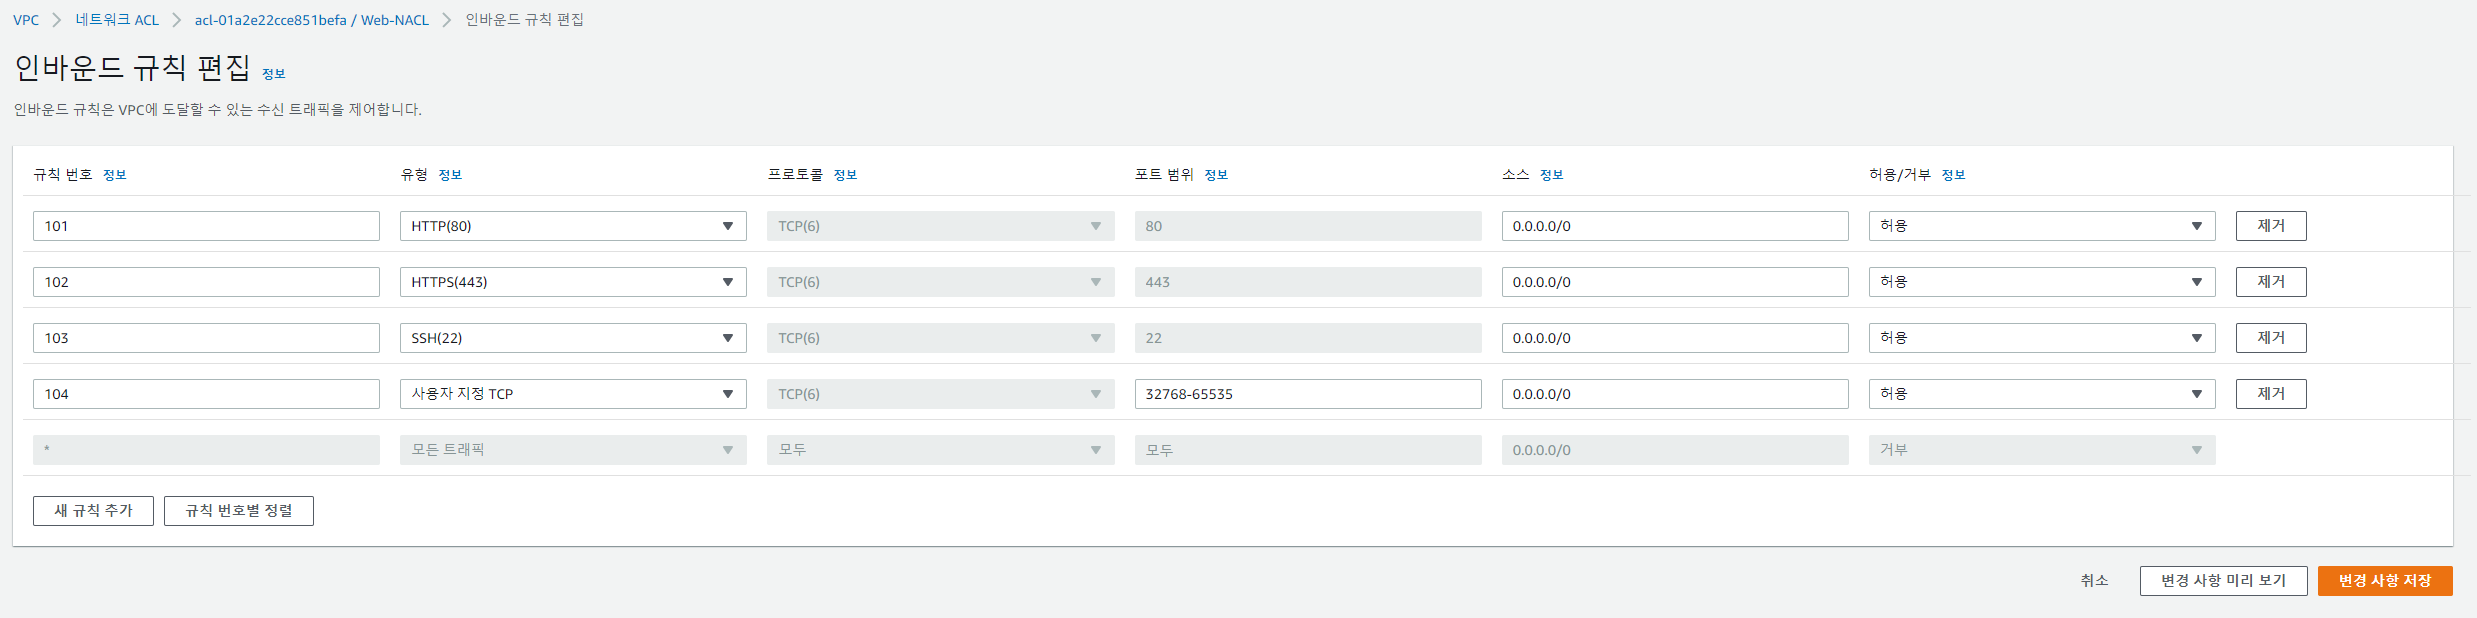 VPC > 네트워크 ACL > acl-01a2e22cce851befa / Web-NACL > 인바운드 규칙 편집
인바운드 규칙 편집 정보
인바운드 규칙은 VPC에 도달할 수 있는 수신 트래픽을 제어합니다.
규칙 번호 정보 유형 정보 프로토콜 정보 포트 범위 정보 소스 정보 허용/거부 정보
101 HTTP(80) TCP(6) 80 0.0.0.0/0 허용 제거
102 HTTPS(443) TCP(6) 443 0.0.0.0/0 허용 제거
103 SSH(22) TCP(6) 22 0.0.0.0/0 허용 제거
104 사용자 지정 TCP TCP(6) 32768-65535 0.0.0.0/0 허용 제거
* 모든 트래픽 모두 모두 0.0.0.0/0 거부
새 규칙 추가 규칙 번호별 정렬
취소 변경 사항 미리 보기 변경 사항 저장